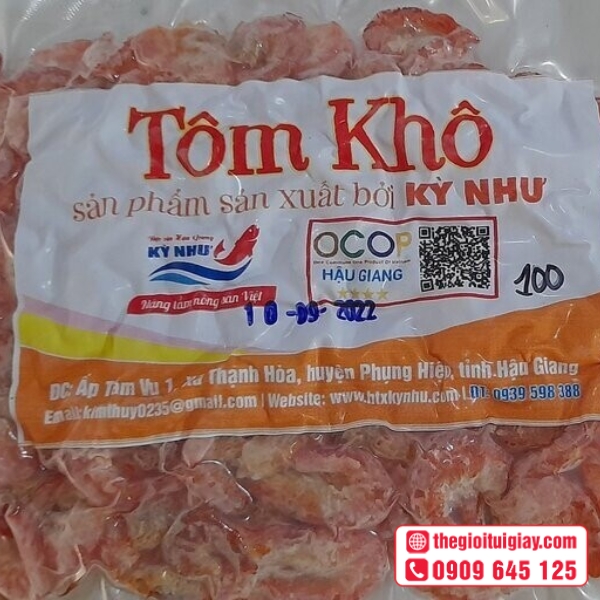 Tôm Khô
sản phẩm sản xuất bởi KỲ NHƯ
KỲ NHƯ
Nâng tầm nông sản Việt
OCOP
HẬU GIANG
100
10-09-2022
ĐC: Ấp Tầm Vu 1, xã Thạnh Hòa, huyện Phụng Hiệp, tỉnh Hậu Giang
Email: kimthuy0235@gmail.com | Website: www.htxkynhu.com | ĐT: 0939 598 388
thegioituigiay.com
0909 645 125